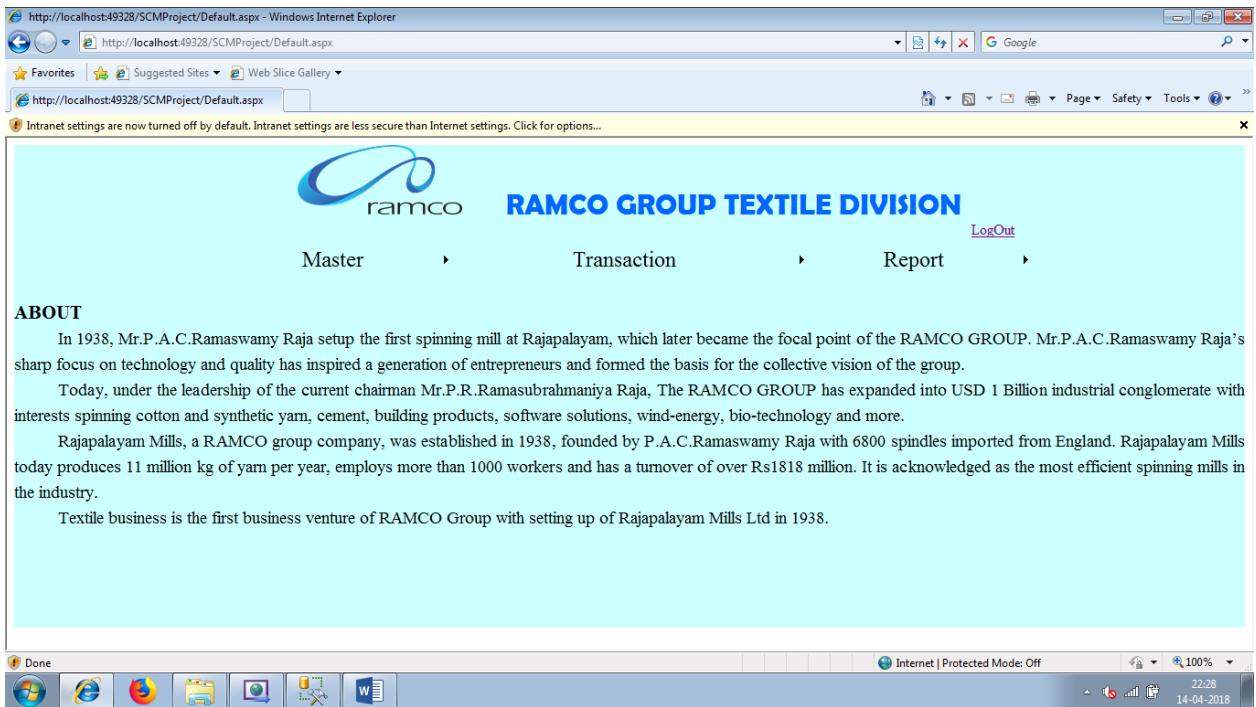 http://localhost:49328/SCMProject/Default.aspx - Windows Internet Explorer
http://localhost:49328/SCMProject/Default.aspx
Google
Favorites Suggested Sites Web Slice Gallery
http://localhost:49328/SCMProject/Default.aspx
Page Safety Tools
Intranet settings are now turned off by default. Intranet settings are less secure than Internet settings. Click for options...
ramco
RAMCO GROUP TEXTILE DIVISION
LogOut
Master Transaction Report
ABOUT
In 1938, Mr.P.A.C.Ramaswamy Raja setup the first spinning mill at Rajapalayam, which later became the focal point of the RAMCO GROUP. Mr.P.A.C.Ramaswamy Raja’s
sharp focus on technology and quality has inspired a generation of entrepreneurs and formed the basis for the collective vision of the group.
Today, under the leadership of the current chairman Mr.P.R.Ramasubrahmaniya Raja, The RAMCO GROUP has expanded into USD 1 Billion industrial conglomerate with
interests spinning cotton and synthetic yarn, cement, building products, software solutions, wind-energy, bio-technology and more.
Rajapalayam Mills, a RAMCO group company, was established in 1938, founded by P.A.C.Ramaswamy Raja with 6800 spindles imported from England. Rajapalayam Mills
today produces 11 million kg of yarn per year, employs more than 1000 workers and has a turnover of over Rs1818 million. It is acknowledged as the most efficient spinning mills in
the industry.
Textile business is the first business venture of RAMCO Group with setting up of Rajapalayam Mills Ltd in 1938.
Done
Internet | Protected Mode: Off
100%
22:28
14-04-2018